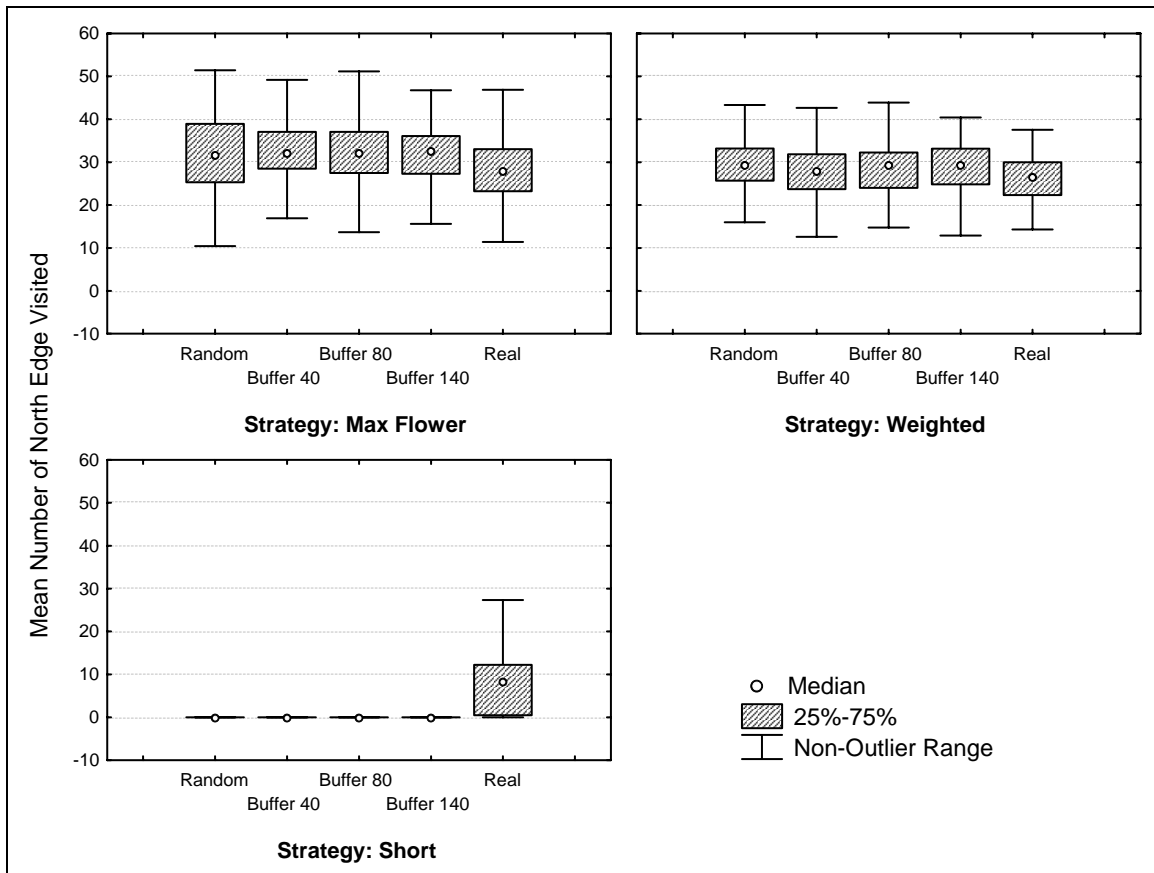 Mean Number of North Edge Visited
60
50
40
30
20
10
0
-10
Random Buffer 80 Real
Buffer 40 Buffer 140
Strategy: Max Flower
Random Buffer 80 Real
Buffer 40 Buffer 140
Strategy: Weighted
60
50
40
30
20
10
0
-10
Random Buffer 80 Real
Buffer 40 Buffer 140
Strategy: Short
Median
25%-75%
Non-Outlier Range